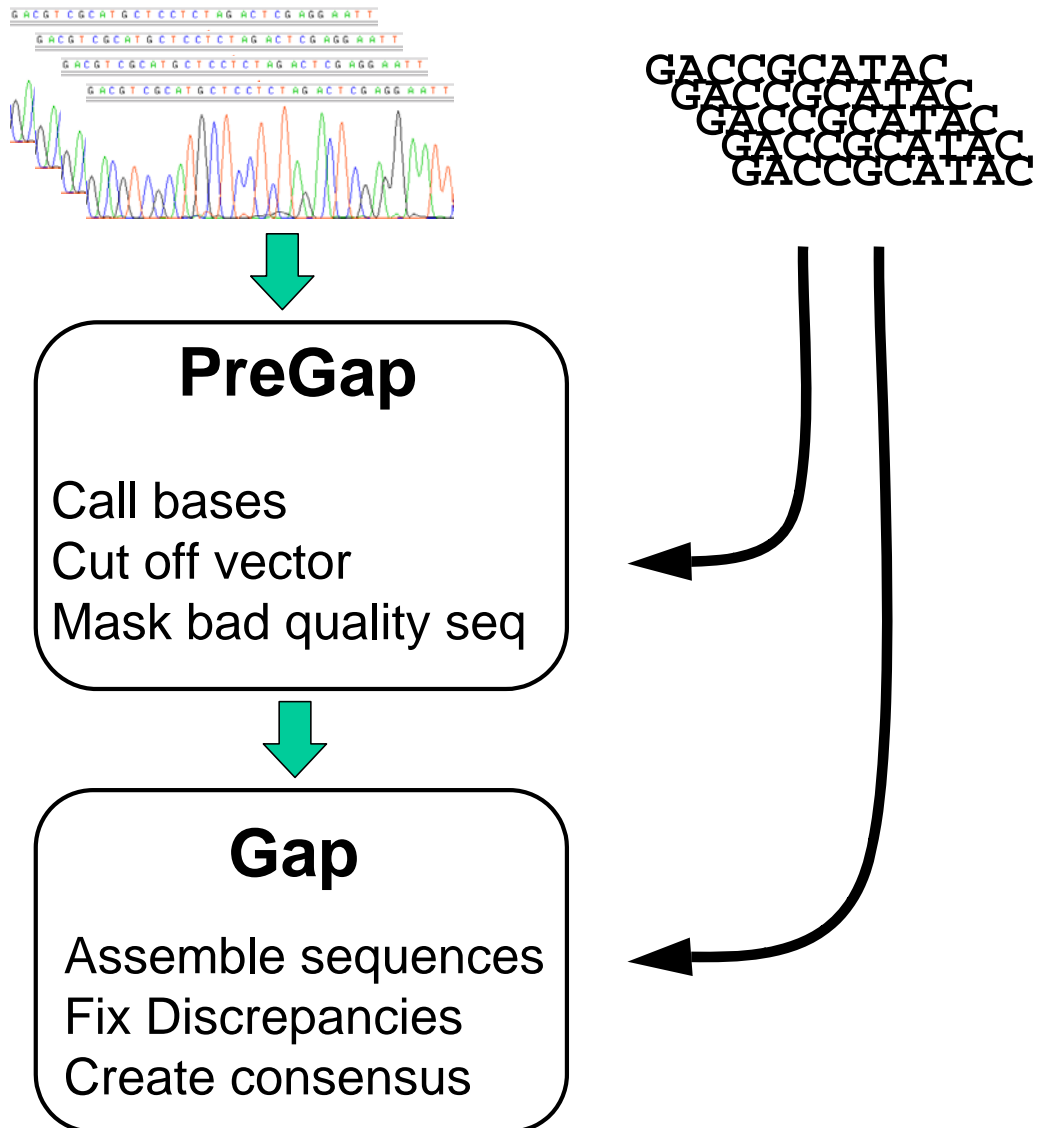 G A C G T C G C A T G C T C C T C T A G A C T C G A G G A A T T
G A C G T C G C A T G C T C C T C T A G A C T C G A G G A A T T
G A C G T C G C A T G C T C C T C T A G A C T C G A G G A A T T
G A C G T C G C A T G C T C C T C T A G A C T C G A G G A A T T
GACCGCATAC
GACCGCATAC
GACCGCATAC
GACCGCATAC
GACCGCATAC
PreGap
Call bases
Cut off vector
Mask bad quality seq
Gap
Assemble sequences
Fix Discrepancies
Create consensus